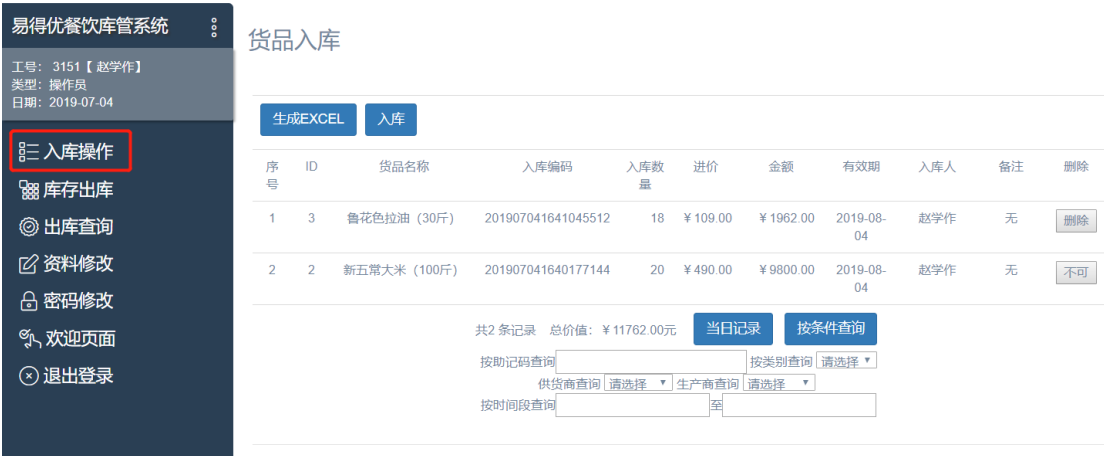 易得优餐饮库管系统
工号： 3151【 赵学作】
类型：操作员
日期：2019-07-04
入库操作
库存出库
出库查询
资料修改
密码修改
欢迎页面
退出登录
货品入库
生成EXCEL 入库
序号 ID 货品名称 入库编码 入库数量 进价 金额 有效期 入库人 备注 删除
1 3 鲁花色拉油（30斤） 201907041641045512 18 ￥109.00 ￥1962.00 2019-08-04 赵学作 无 删除
2 2 新五常大米（100斤） 201907041640177144 20 ￥490.00 ￥9800.00 2019-08-04 赵学作 无 不可
共2 条记录 总价值：￥11762.00元 当日记录 按条件查询
按助记码查询 按类别查询 请选择
供货商查询 请选择 生产商查询 请选择
按时间段查询 至